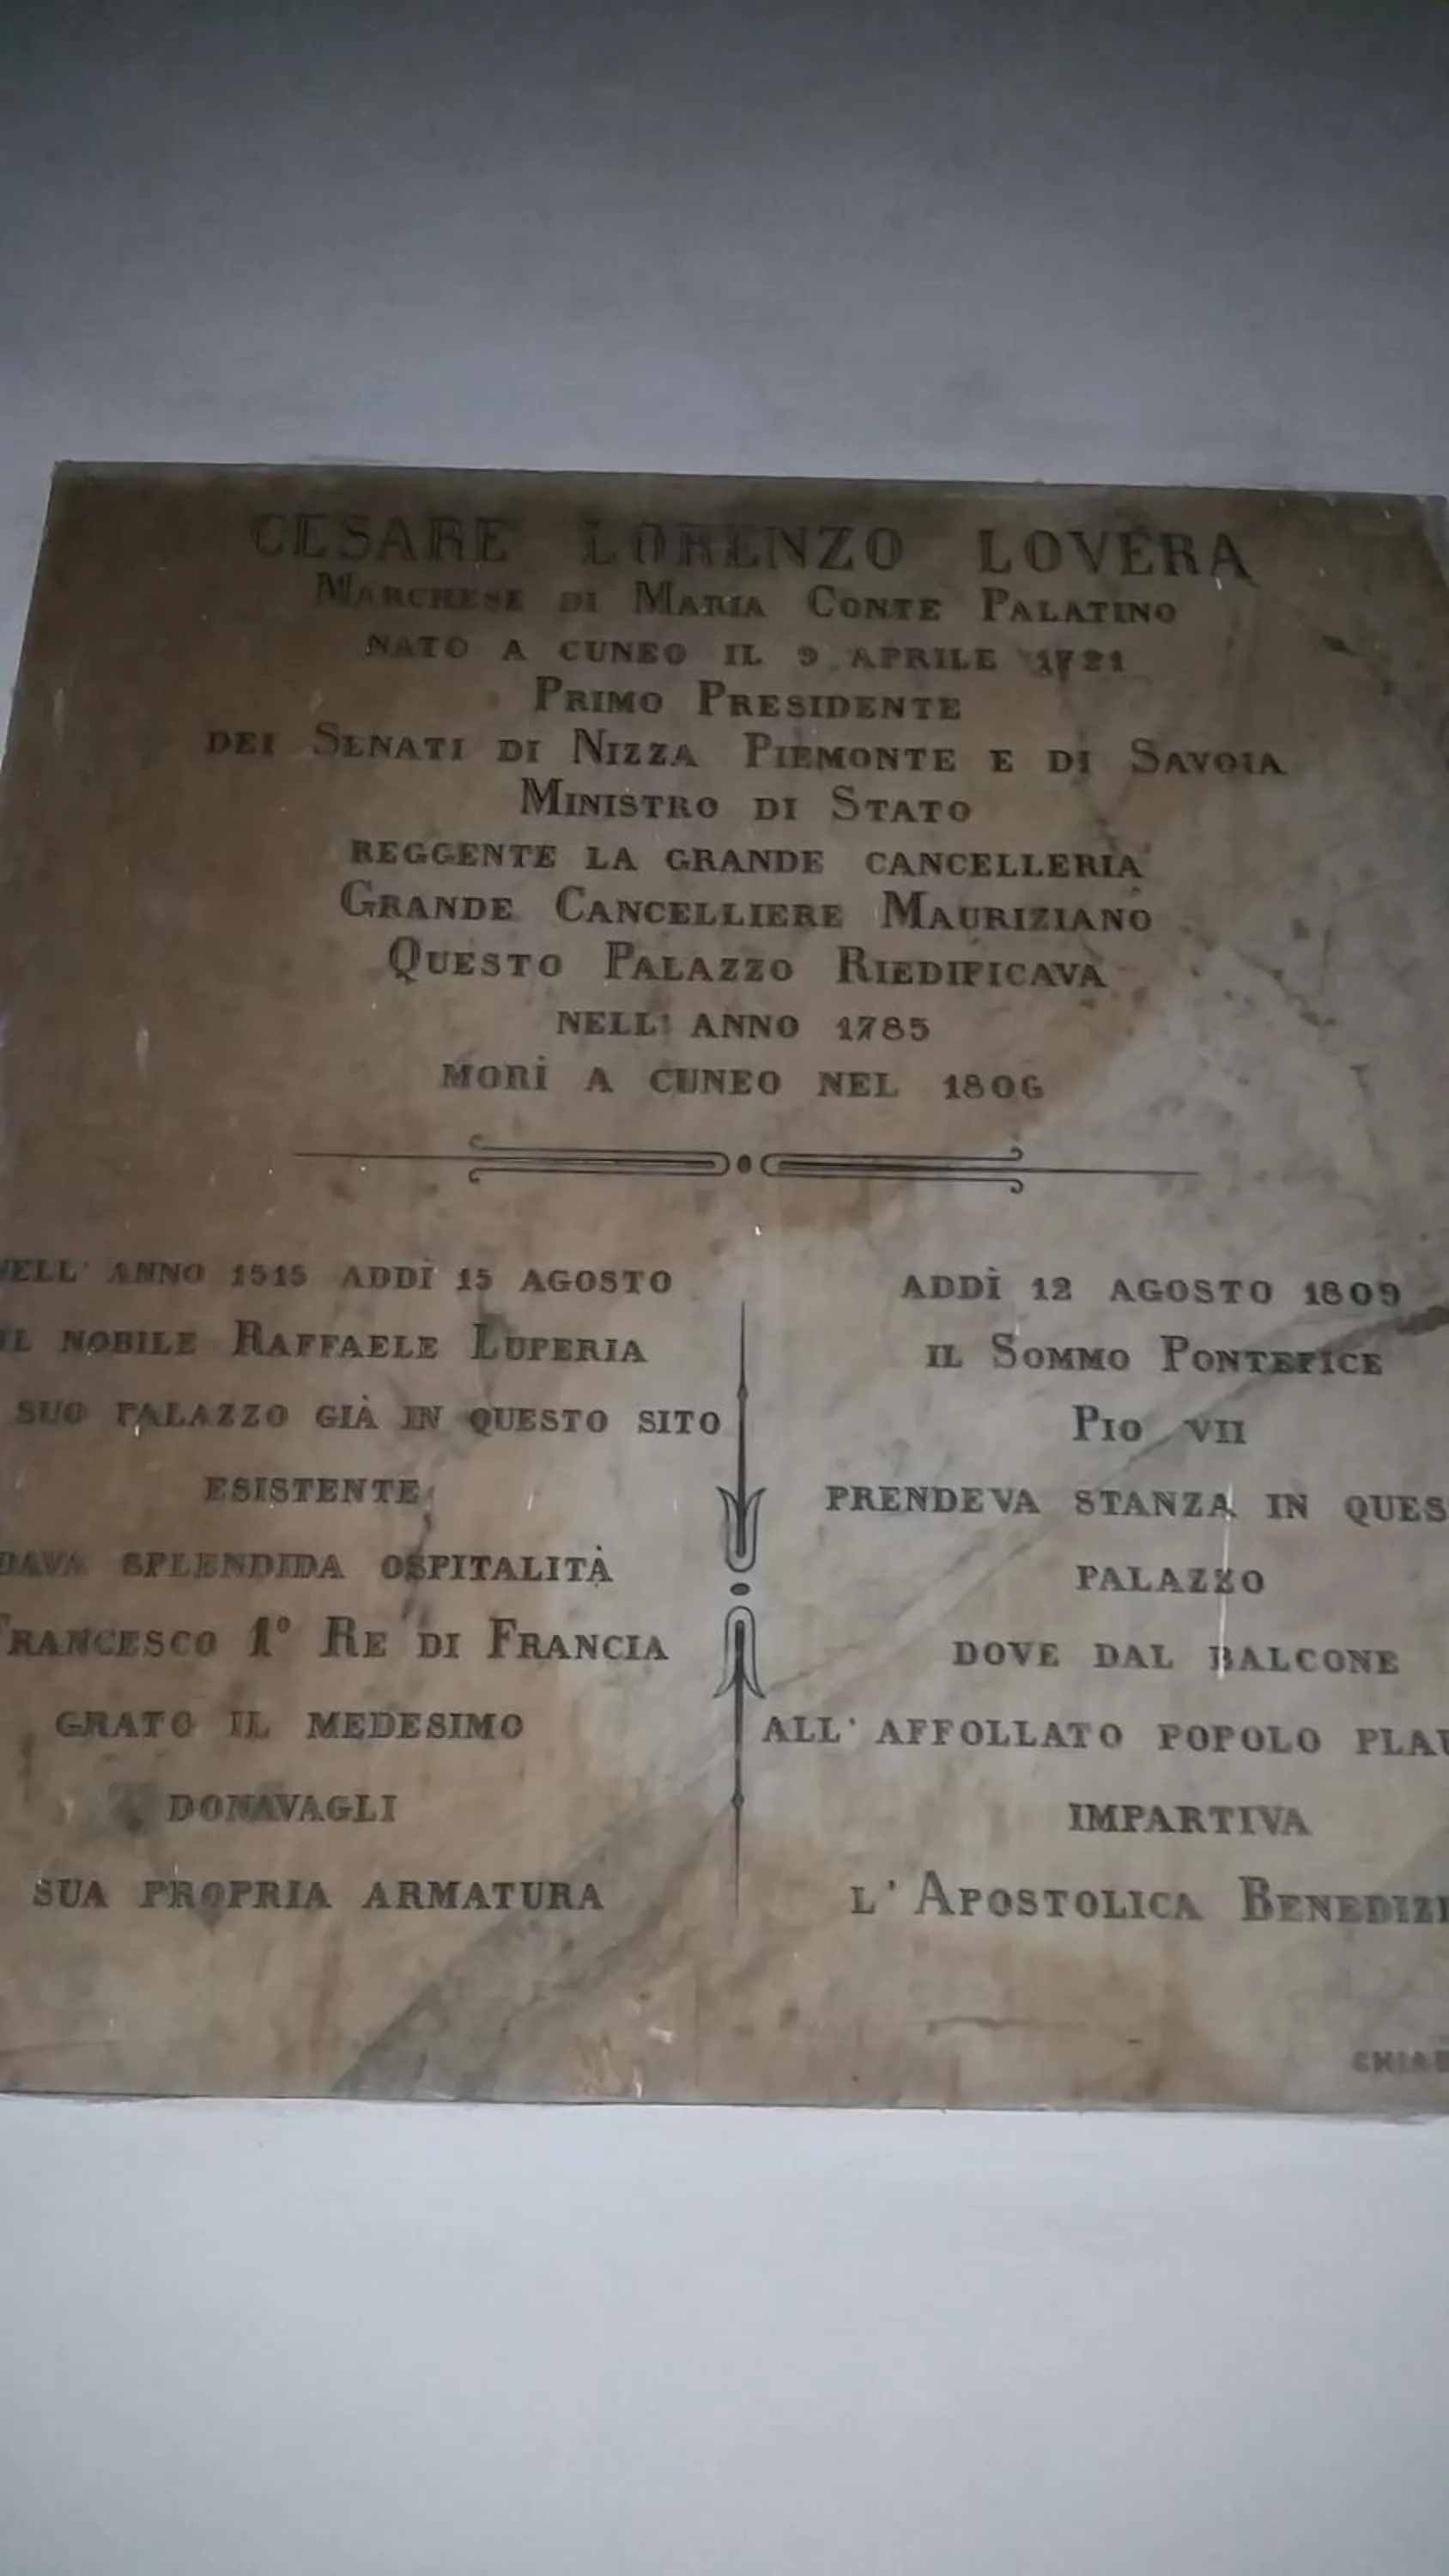 CESARE LORENZO LOVERA
MARCHESE DI MARIA CONTE PALATINO
NATO A CUNEO IL 9 APRILE 1721
PRIMO PRESIDENTE
DEI SENATI DI NIZZA PIEMONTE E DI SAVOIA
MINISTRO DI STATO
REGGENTE LA GRANDE CANCELLERIA
GRANDE CANCELLIERE MAURIZIANO
QUESTO PALAZZO RIEDIFICAVA
NELL' ANNO 1785
MORÌ A CUNEO NEL 1806
NELL' ANNO 1515 ADDÌ 15 AGOSTO
IL NOBILE RAFFAELE LUPERIA
SUO PALAZZO GIÀ IN QUESTO SITO
ESISTENTE
DAVA SPLENDIDA OSPITALITÀ
FRANCESCO 1° RE DI FRANCIA
GRATO IL MEDESIMO
DONAVAGLI
SUA PROPRIA ARMATURA
ADDÌ 12 AGOSTO 1809
IL SOMMO PONTEFICE
PIO VII
PRENDEVA STANZA IN QUES
PALAZZO
DOVE DAL BALCONE
ALL' AFFOLLATO POPOLO PLAU
IMPARTIVA
L' APOSTOLICA BENEDIZI